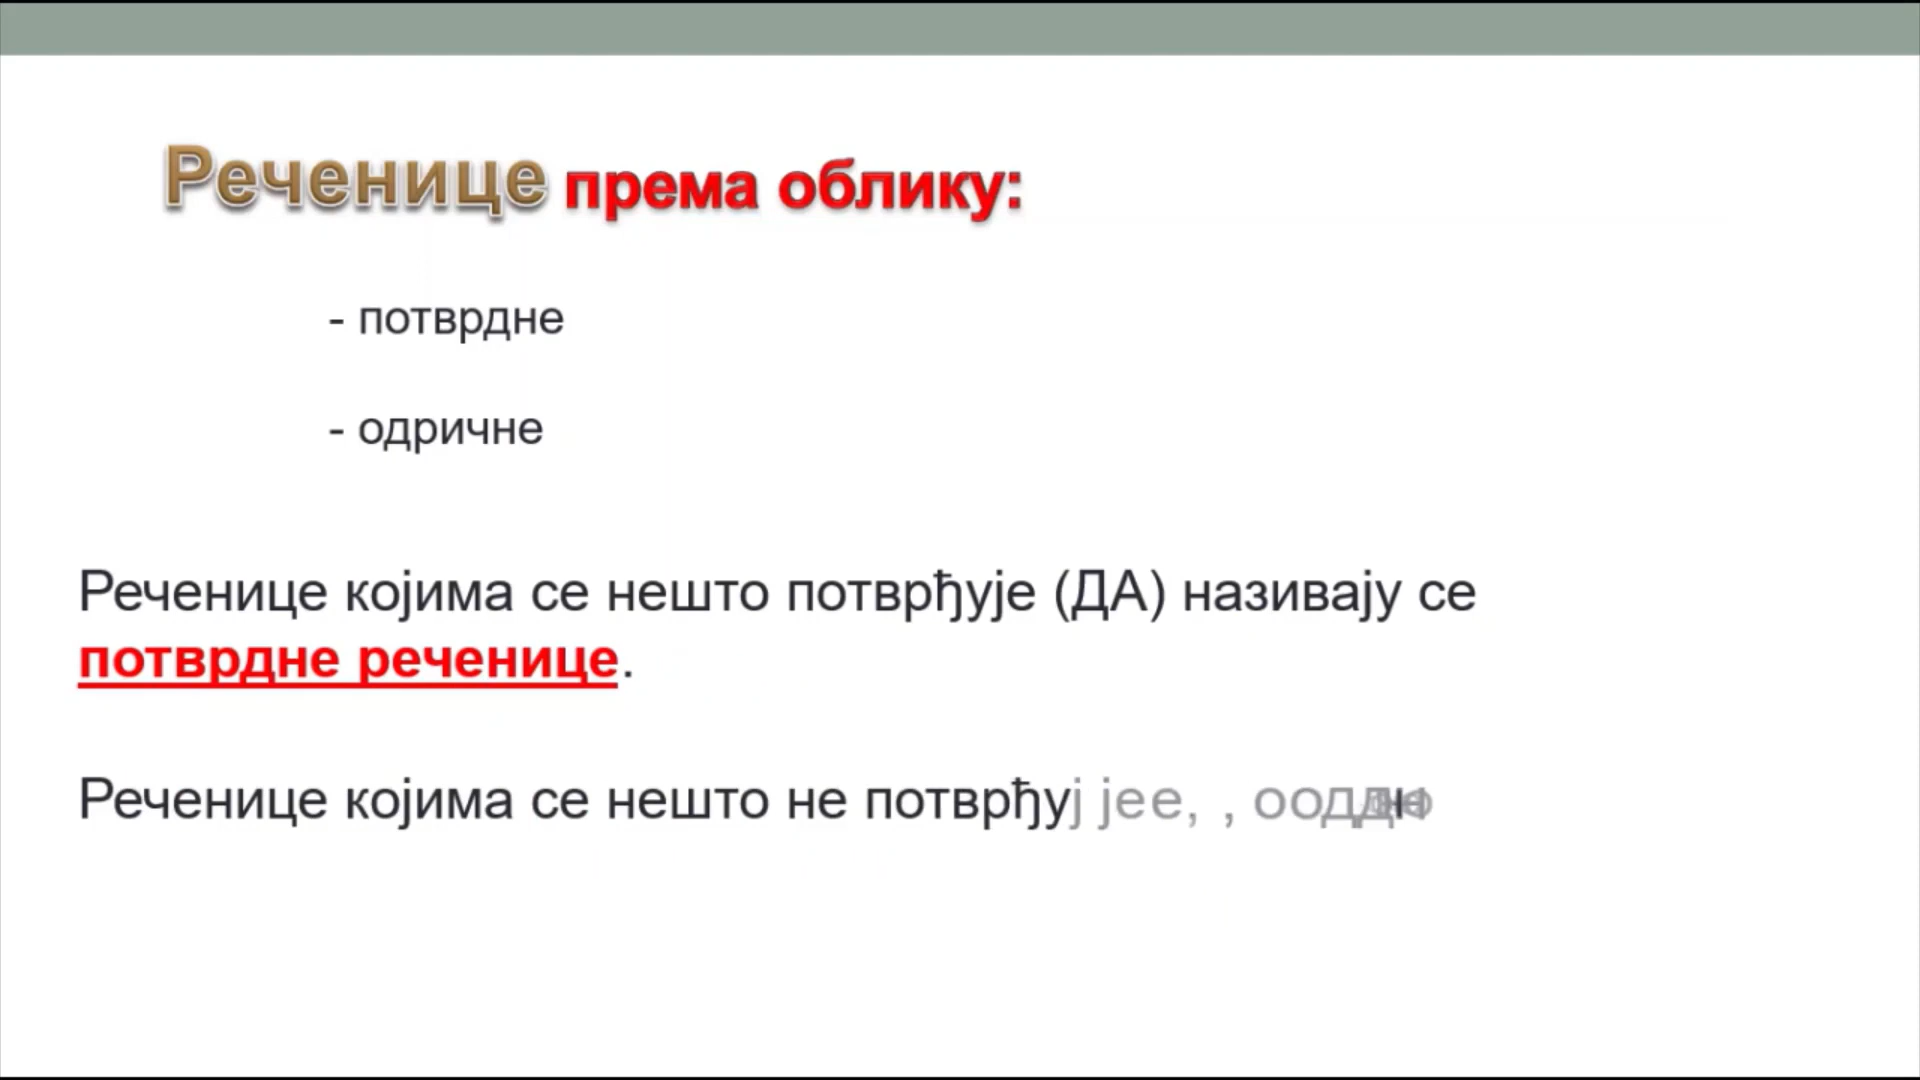 Реченице према облику:
- потврдне
- одричне
Реченице којима се нешто потврђује (ДА) називају се
потврдне реченице.
Реченице којима се нешто не потврђује,